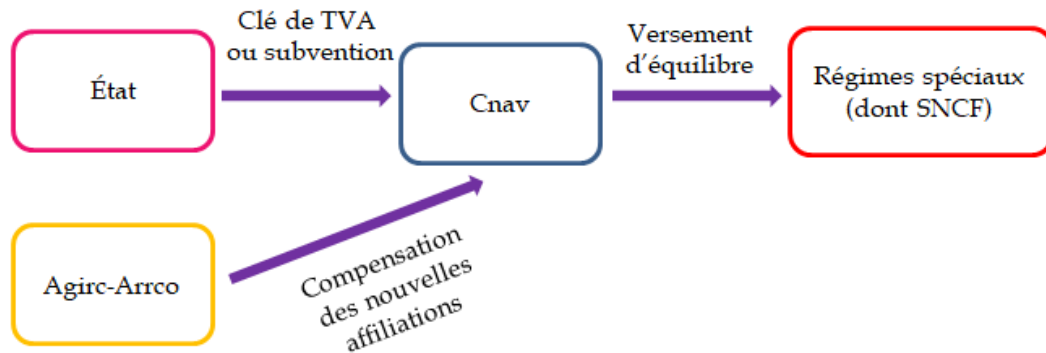 Clé de TVA
ou subvention
Versement
d’équilibre
État
Cnav
Régimes spéciaux
(dont SNCF)
Agirc-Arrco
Compensation
des nouvelles
affiliations